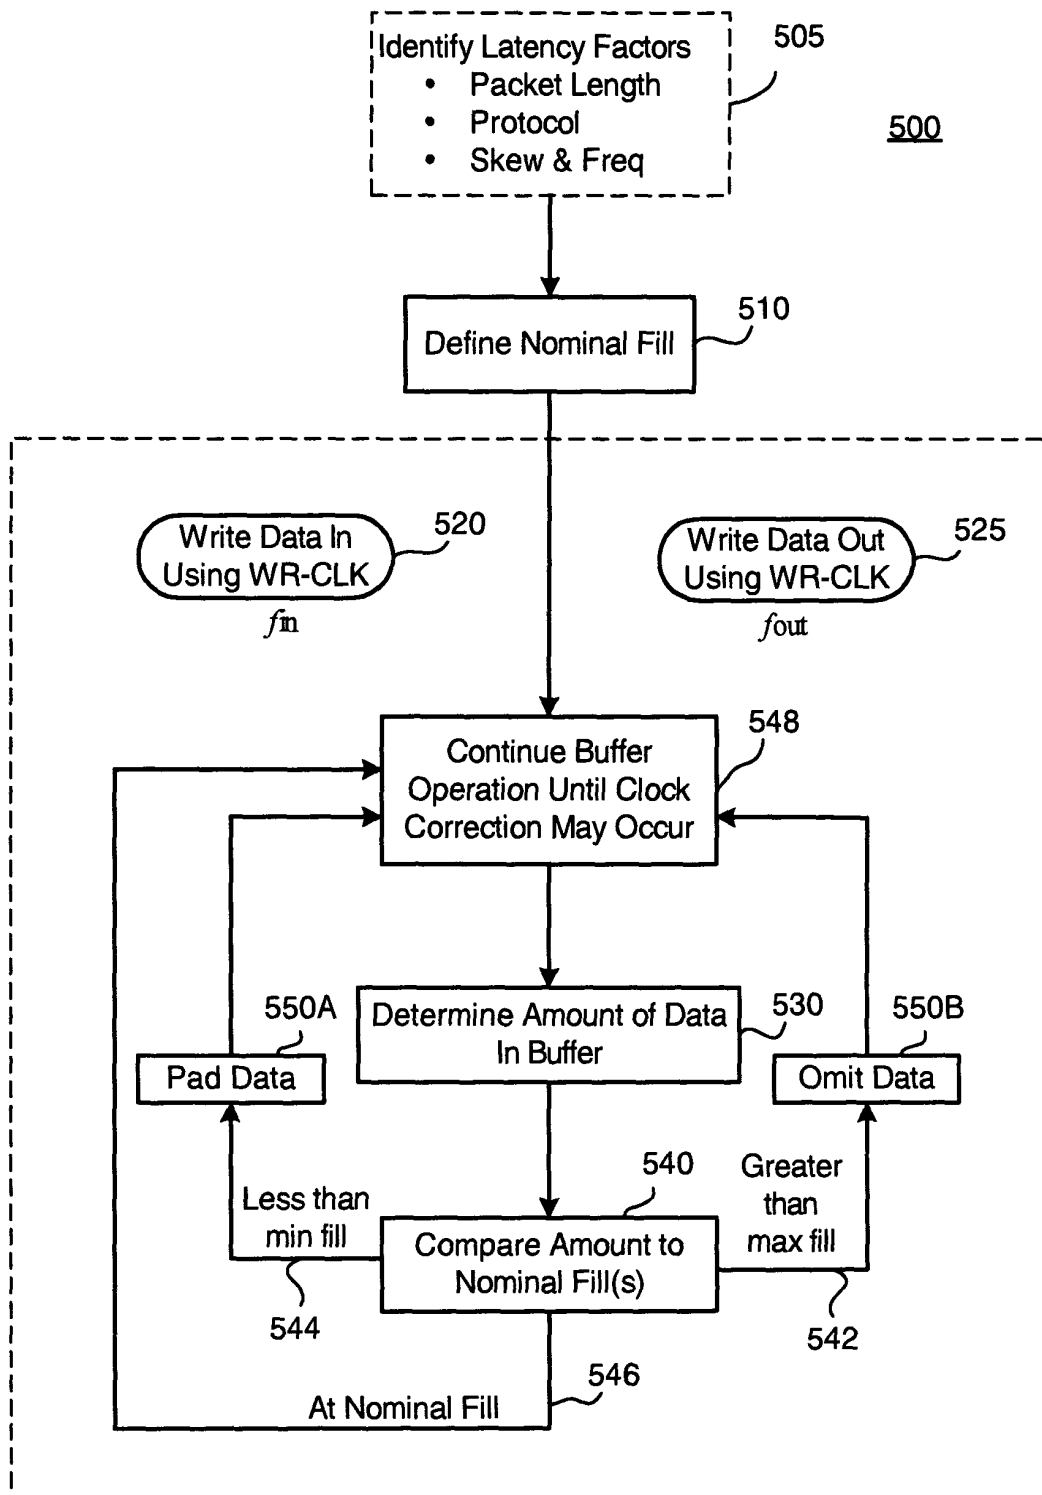 505
Identify Latency Factors
• Packet Length
• Protocol
• Skew & Freq
500
510
Define Nominal Fill
520
Write Data In
Using WR-CLK
fin
525
Write Data Out
Using WR-CLK
fout
548
Continue Buffer
Operation Until Clock
Correction May Occur
550A
Pad Data
530
Determine Amount of Data
In Buffer
550B
Omit Data
540
Less than
min fill
Greater
than
max fill
Compare Amount to
Nominal Fill(s)
544
542
546
At Nominal Fill